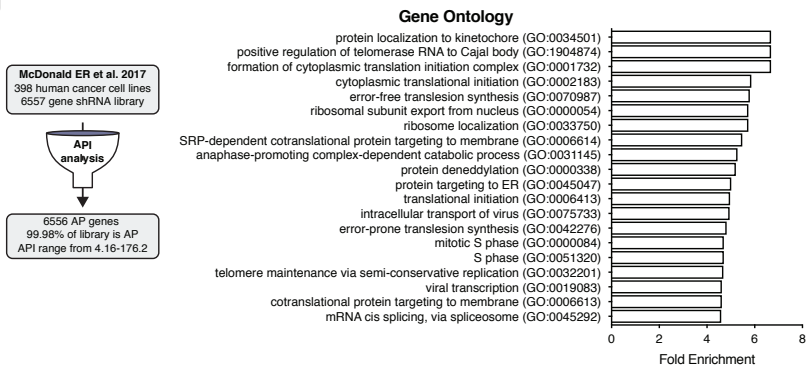 McDonald ER et al. 2017
398 human cancer cell lines
6557 gene shRNA library
API
analysis
6556 AP genes
99.98% of library is AP
API range from 4.16-176.2
Gene Ontology
protein localization to kinetochore (GO:0034501)
positive regulation of telomerase RNA to Cajal body (GO:1904874)
formation of cytoplasmic translation initiation complex (GO:0001732)
cytoplasmic translational initiation (GO:0002183)
error-free translesion synthesis (GO:0070987)
ribosomal subunit export from nucleus (GO:0000054)
ribosome localization (GO:0033750)
SRP-dependent cotranslational protein targeting to membrane (GO:0006614)
anaphase-promoting complex-dependent catabolic process (GO:0031145)
protein deneddylation (GO:0000338)
protein targeting to ER (GO:0045047)
translational initiation (GO:0006413)
intracellular transport of virus (GO:0075733)
error-prone translesion synthesis (GO:0042276)
mitotic S phase (GO:0000084)
S phase (GO:0051320)
telomere maintenance via semi-conservative replication (GO:0032201)
viral transcription (GO:0019083)
cotranslational protein targeting to membrane (GO:0006613)
mRNA cis splicing, via spliceosome (GO:0045292)
0 2 4 6 8
Fold Enrichment